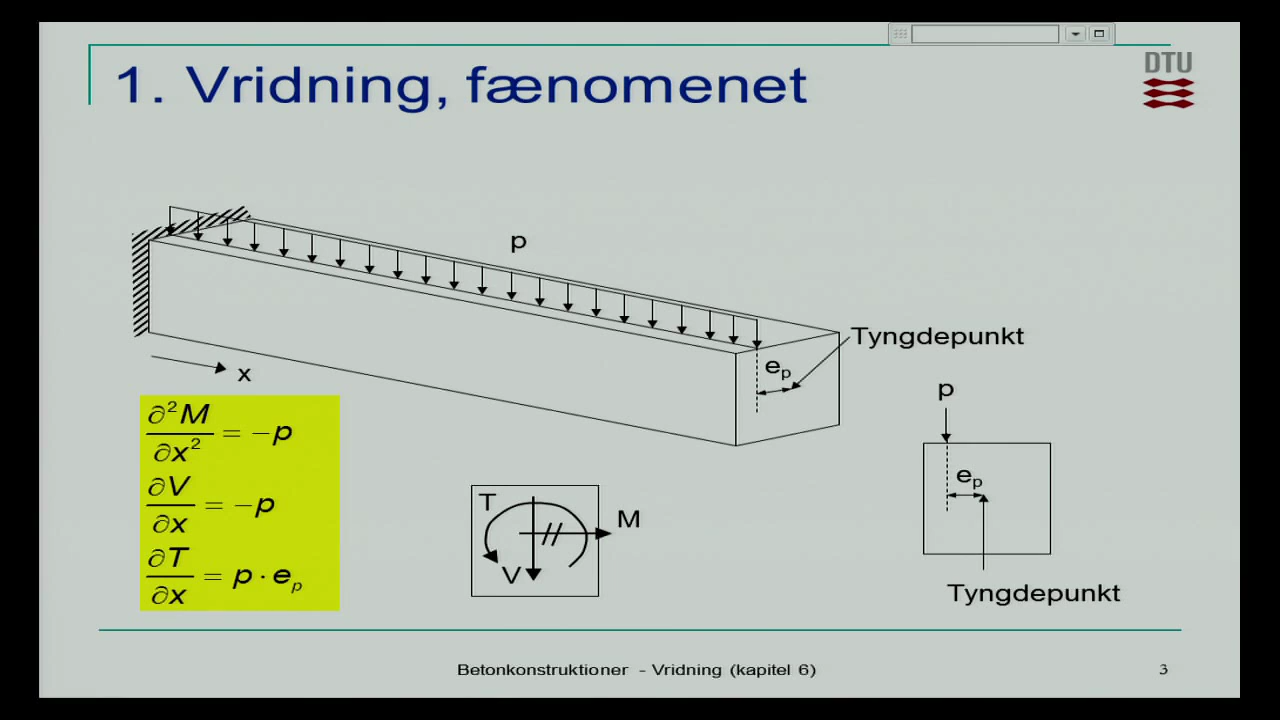 DTU
1. Vridning, fænomenet
p
Tyngdepunkt
e_p
x
p
∂²M/∂x² = −p
∂V/∂x = −p
∂T/∂x = p · e_p
T
M
V
e_p
Tyngdepunkt
Betonkonstruktioner - Vridning (kapitel 6)
3